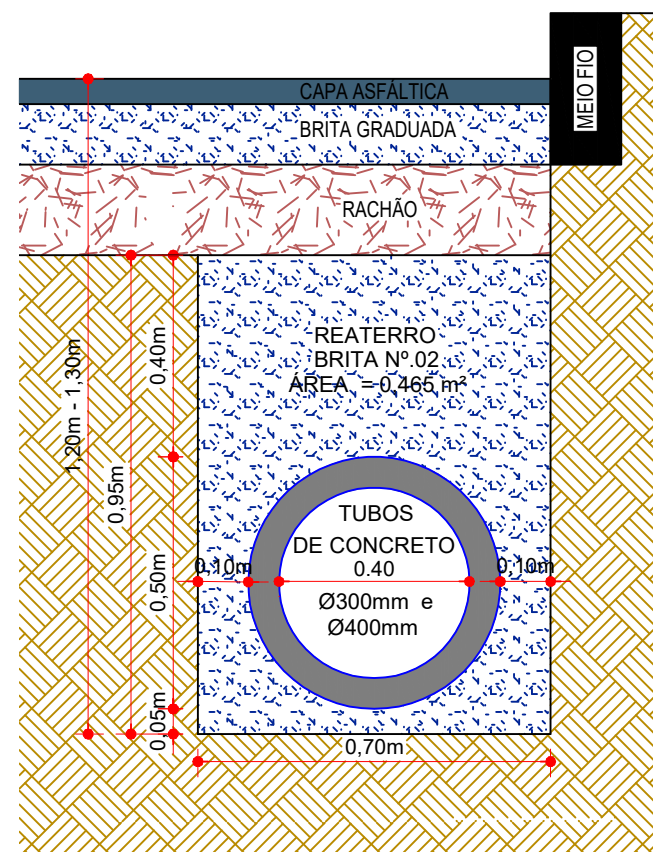 MEIO FIO
CAPA ASFÁLTICA
BRITA GRADUADA
RACHÃO
1,20m - 1,30m
0,95m
0,40m
0,50m
0,05m
REATERRO
BRITA Nº.02
ÁREA = 0,465 m²
TUBOS
DE CONCRETO
0,10m
0.40
0,10m
Ø300mm e
Ø400mm
0,70m